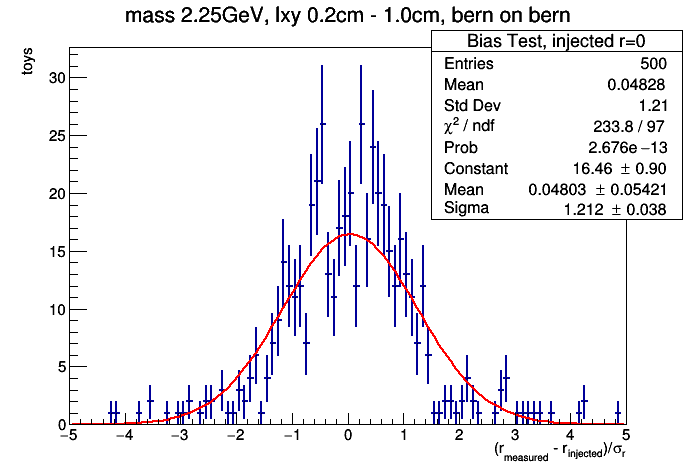 mass 2.25GeV, lxy 0.2cm - 1.0cm, bern on bern
Bias Test, injected r=0
Entries 500
Mean 0.04828
Std Dev 1.21
χ² / ndf 233.8 / 97
Prob 2.676e−13
Constant 16.46 ± 0.90
Mean 0.04803 ± 0.05421
Sigma 1.212 ± 0.038
toys
30
25
20
15
10
5
0
−5 −4 −3 −2 −1 0 1 2 3 4 5
(r_measured - r_injected)/σ_r